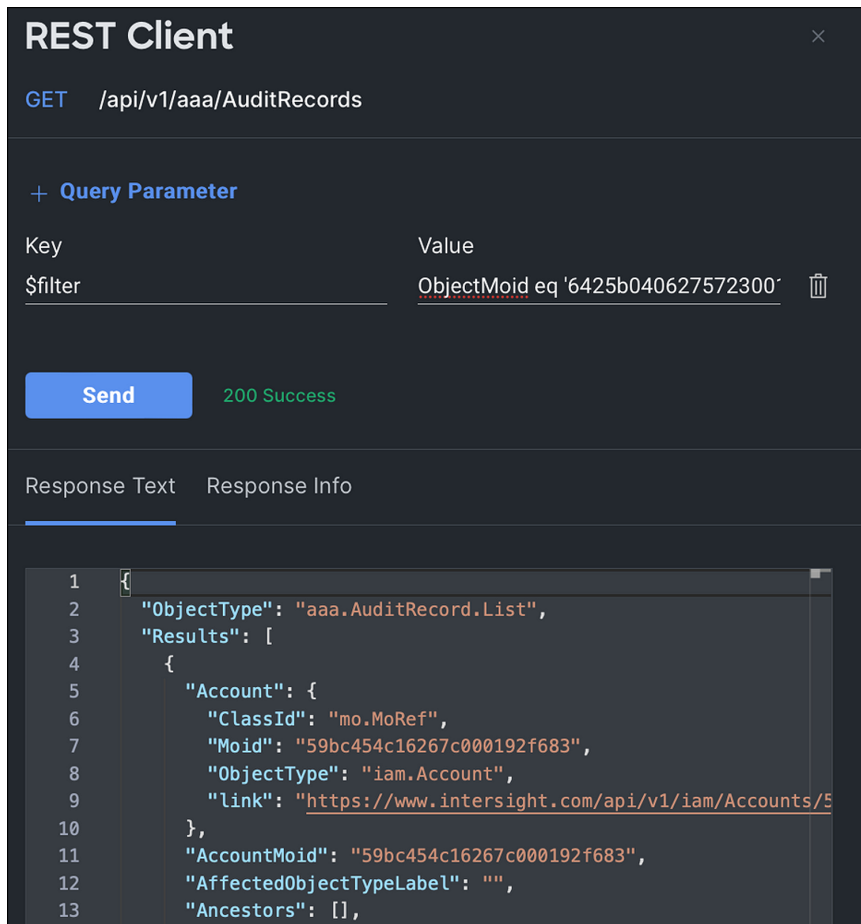 REST Client
GET /api/v1/aaa/AuditRecords
+ Query Parameter
Key Value
$filter ObjectMoid eq '6425b0406275723001
Send 200 Success
Response Text Response Info
1 {
2 "ObjectType": "aaa.AuditRecord.List",
3 "Results": [
4 {
5 "Account": {
6 "ClassId": "mo.MoRef",
7 "Moid": "59bc454c16267c000192f683",
8 "ObjectType": "iam.Account",
9 "link": "https://www.intersight.com/api/v1/iam/Accounts/5
10 },
11 "AccountMoid": "59bc454c16267c000192f683",
12 "AffectedObjectTypeLabel": "",
13 "Ancestors": [],